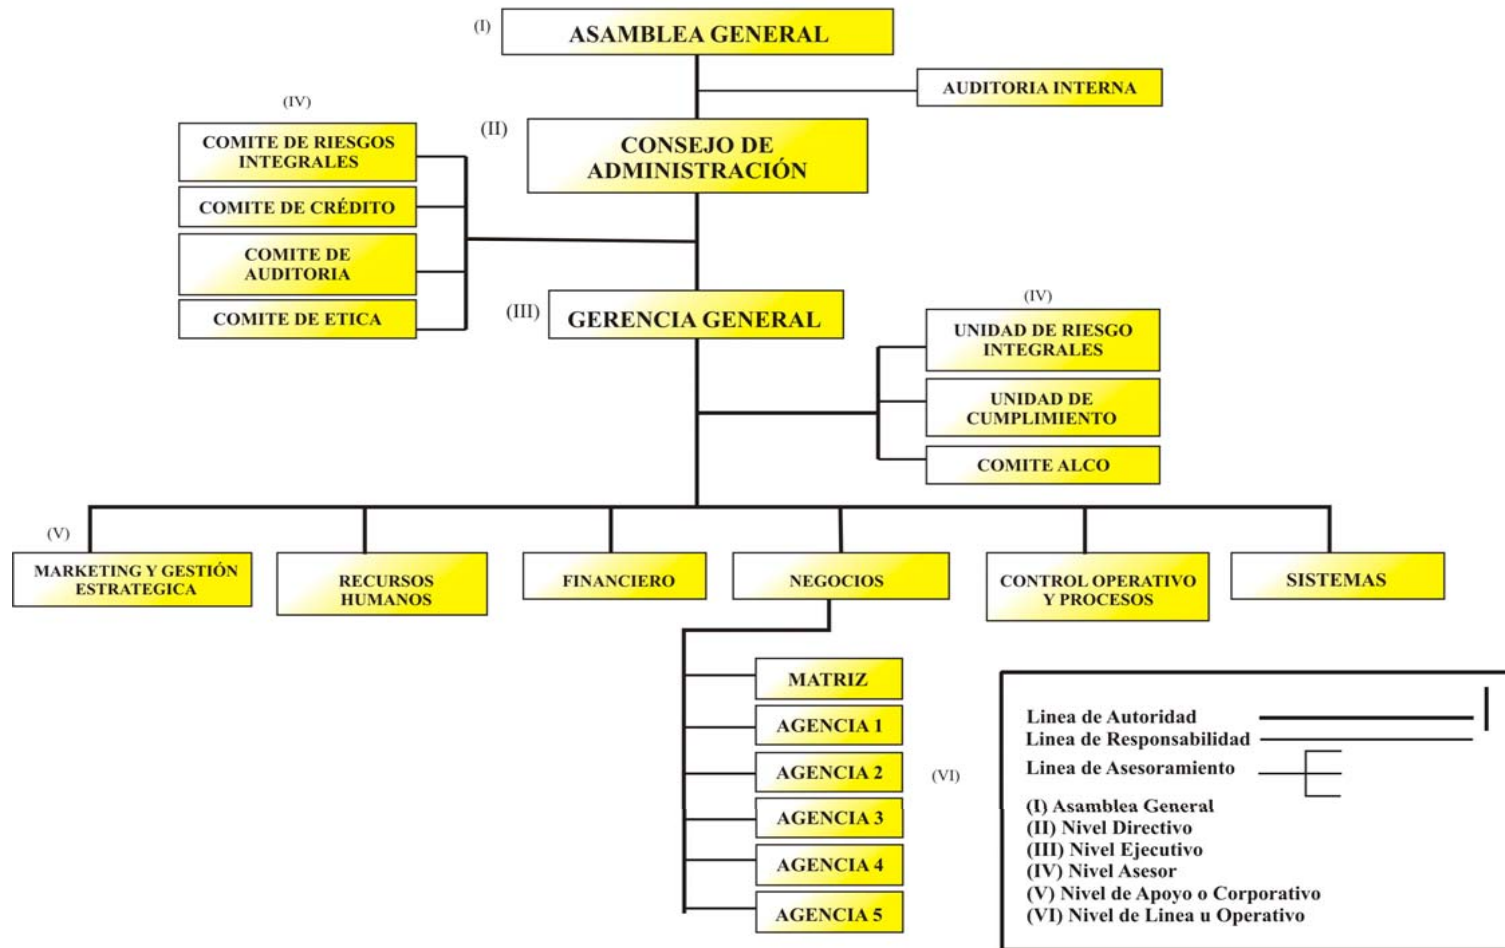 (I)
ASAMBLEA GENERAL
AUDITORIA INTERNA
(IV)
COMITE DE RIESGOS
INTEGRALES
COMITE DE CRÉDITO
COMITE DE
AUDITORIA
COMITE DE ETICA
(II)
CONSEJO DE
ADMINISTRACIÓN
(III)
GERENCIA GENERAL
(IV)
UNIDAD DE RIESGO
INTEGRALES
UNIDAD DE
CUMPLIMIENTO
COMITE ALCO
(V)
MARKETING Y GESTIÓN
ESTRATEGICA
RECURSOS
HUMANOS
FINANCIERO
NEGOCIOS
CONTROL OPERATIVO
Y PROCESOS
SISTEMAS
MATRIZ
AGENCIA 1
AGENCIA 2
AGENCIA 3
AGENCIA 4
AGENCIA 5
(VI)
Linea de Autoridad
Linea de Responsabilidad
Linea de Asesoramiento
(I) Asamblea General
(II) Nivel Directivo
(III) Nivel Ejecutivo
(IV) Nivel Asesor
(V) Nivel de Apoyo o Corporativo
(VI) Nivel de Linea u Operativo